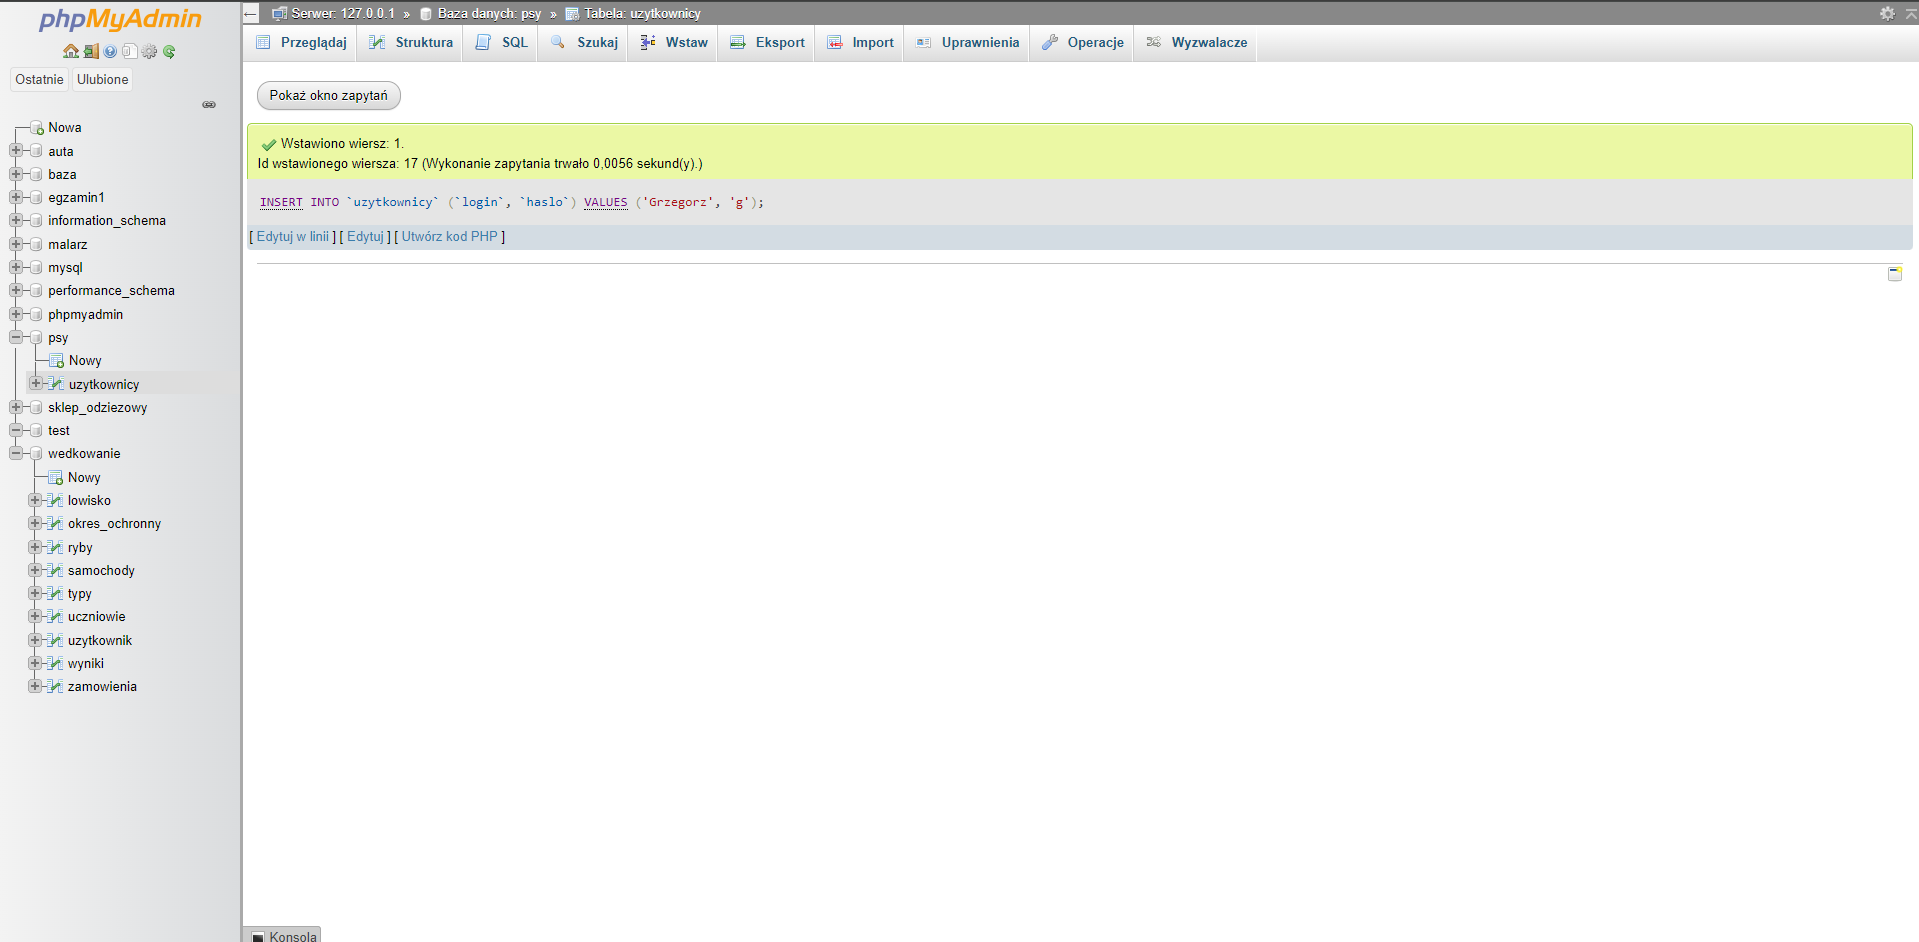 phpMyAdmin
Ostatnie Ulubione
Nowa
auta
baza
egzamin1
information_schema
malarz
mysql
performance_schema
phpmyadmin
psy
Nowy
uzytkownicy
sklep_odziezowy
test
wedkowanie
Nowy
lowisko
okres_ochronny
ryby
samochody
typy
uczniowie
uzytkownik
wyniki
zamowienia
Serwer: 127.0.0.1 » Baza danych: psy » Tabela: uzytkownicy
Przeglądaj Struktura SQL Szukaj Wstaw Eksport Import Uprawnienia Operacje Wyzwalacze
Pokaż okno zapytań
Wstawiono wiersz: 1.
Id wstawionego wiersza: 17 (Wykonanie zapytania trwało 0,0056 sekund(y).)
INSERT INTO `uzytkownicy` (`login`, `haslo`) VALUES ('Grzegorz', 'g');
[ Edytuj w linii ] [ Edytuj ] [ Utwórz kod PHP ]
Konsola